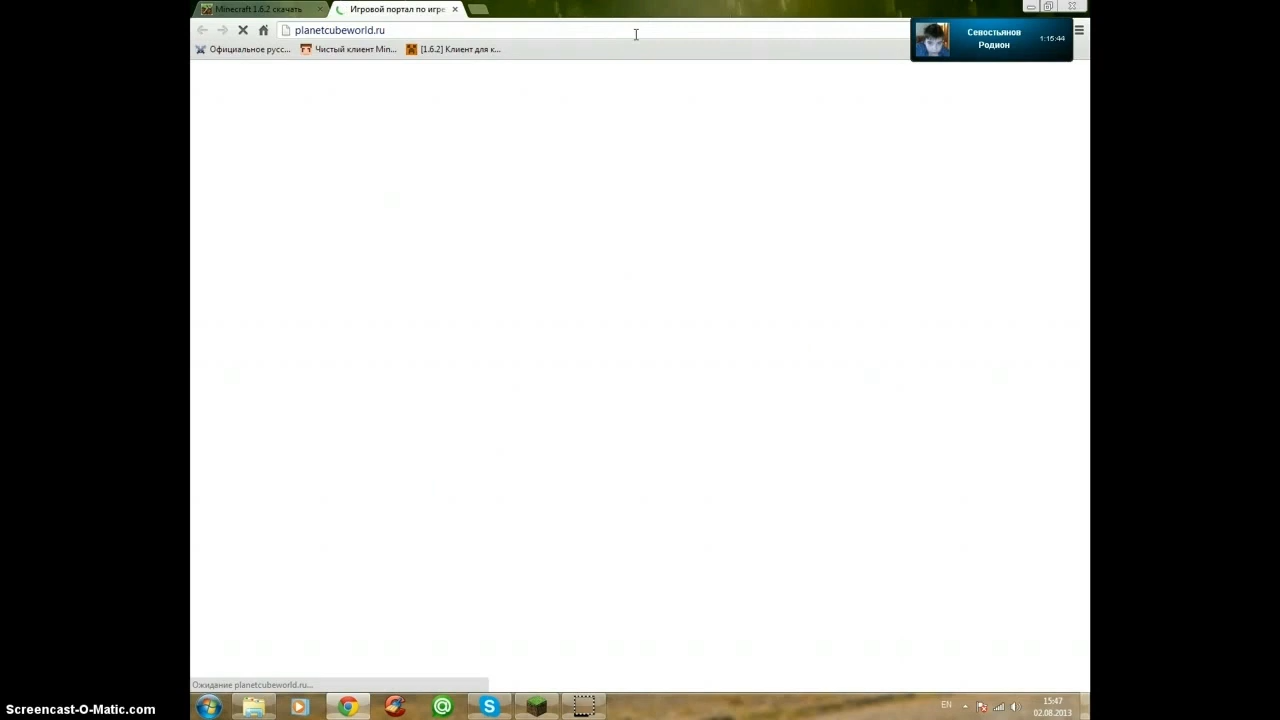 Minecraft 1.6.2 скачать
Игровой портал по игре
planetcubeworld.ru
Официальное русс...
Чистый клиент Min...
[1.6.2] Клиент для к...
Севостьянов
Родион
1:15:44
Ожидание planetcubeworld.ru...
EN
15:47
02.08.2013
Screencast-O-Matic.com